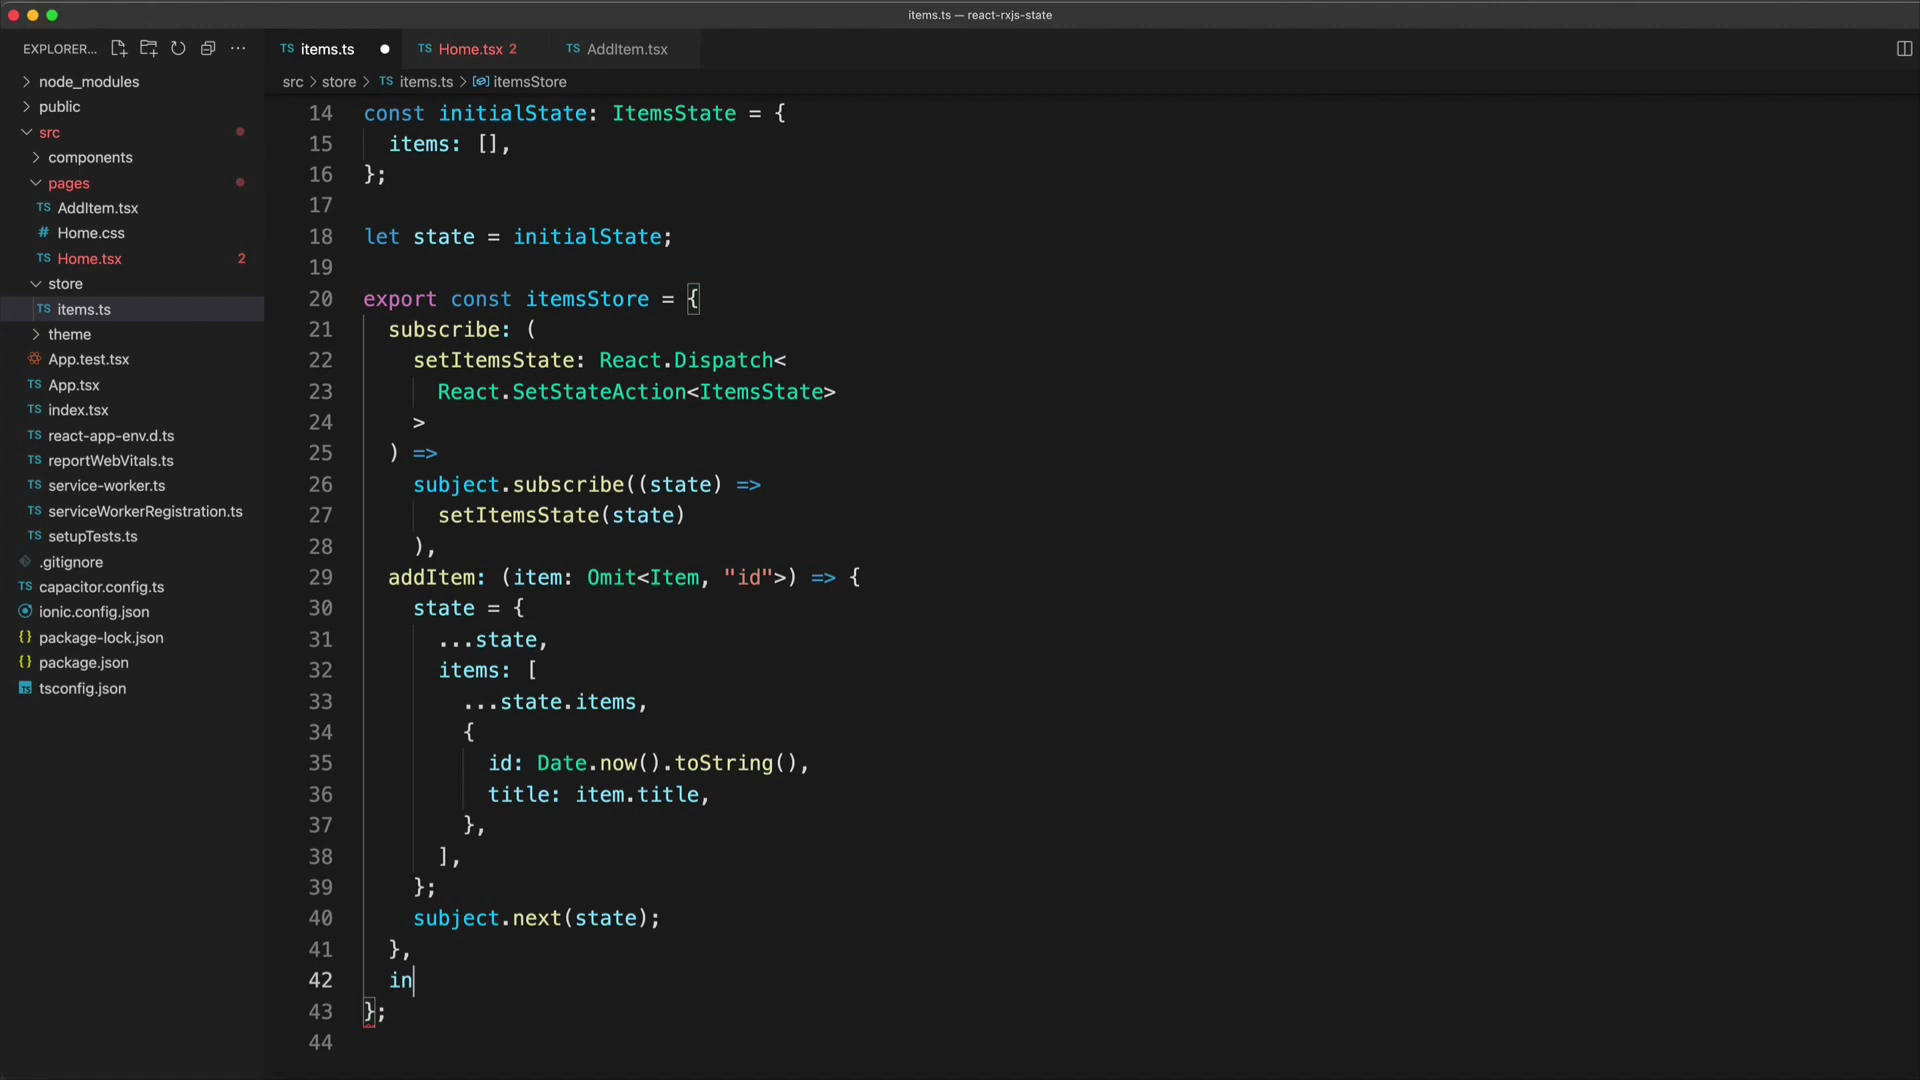 items.ts — react-rxjs-state
EXPLORER...
TS items.ts
TS Home.tsx 2
TS AddItem.tsx
src > store > TS items.ts > itemsStore
node_modules
public
src
components
pages
TS AddItem.tsx
# Home.css
TS Home.tsx 2
store
TS items.ts
theme
App.test.tsx
TS App.tsx
TS index.tsx
TS react-app-env.d.ts
TS reportWebVitals.ts
TS service-worker.ts
TS serviceWorkerRegistration.ts
TS setupTests.ts
.gitignore
TS capacitor.config.ts
ionic.config.json
{} package-lock.json
{} package.json
TS tsconfig.json
14 const initialState: ItemsState = {
15 items: [],
16 };
17
18 let state = initialState;
19
20 export const itemsStore = {
21 subscribe: (
22 setItemsState: React.Dispatch<
23 React.SetStateAction<ItemsState>
24 >
25 ) =>
26 subject.subscribe((state) =>
27 setItemsState(state)
28 ),
29 addItem: (item: Omit<Item, "id">) => {
30 state = {
31 ...state,
32 items: [
33 ...state.items,
34 {
35 id: Date.now().toString(),
36 title: item.title,
37 },
38 ],
39 };
40 subject.next(state);
41 },
42 in
43 };
44